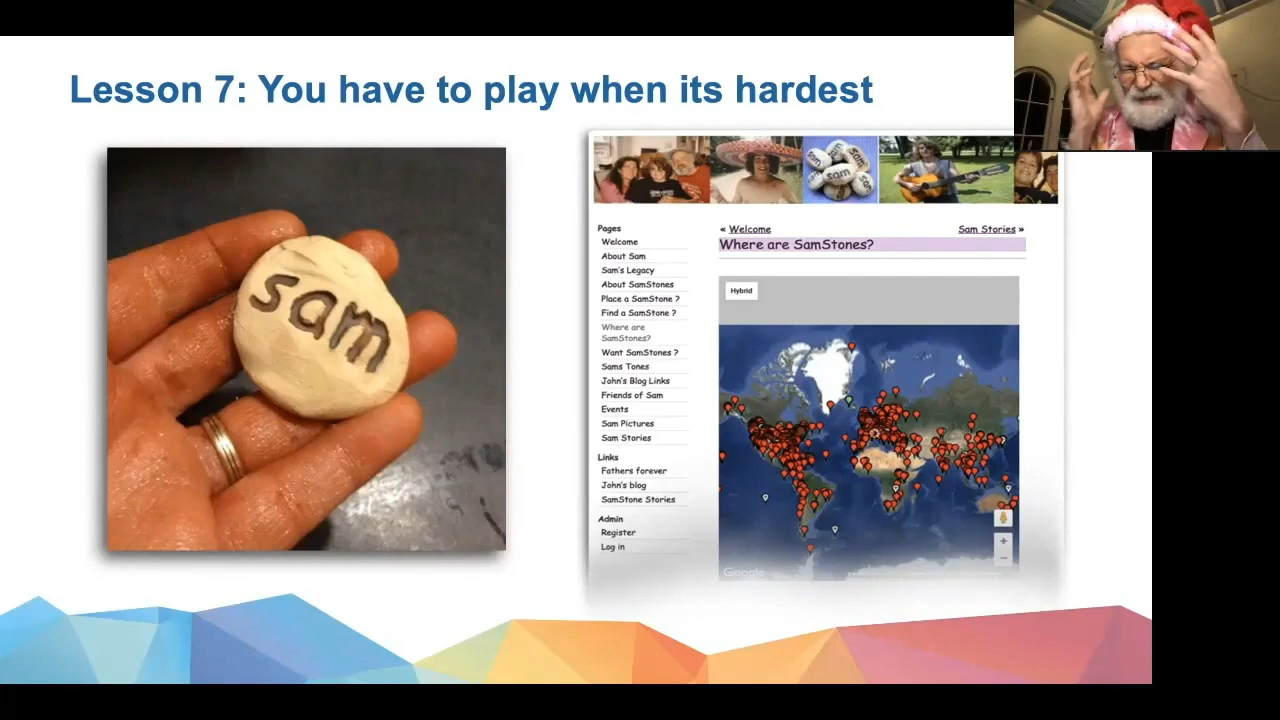 Lesson 7: You have to play when its hardest
sam
sam
Pages
Welcome
About Sam
Sam's Legacy
About SamStones
Place a SamStone ?
Find a SamStone ?
Where are
SamStones?
Want SamStones ?
Sams Tones
John's Blog Links
Friends of Sam
Events
Sam Pictures
Sam Stories
Links
Fathers forever
John's blog
SamStone Stories
Admin
Register
Log in
« Welcome
Sam Stories »
Where are SamStones?
Hybrid
Google